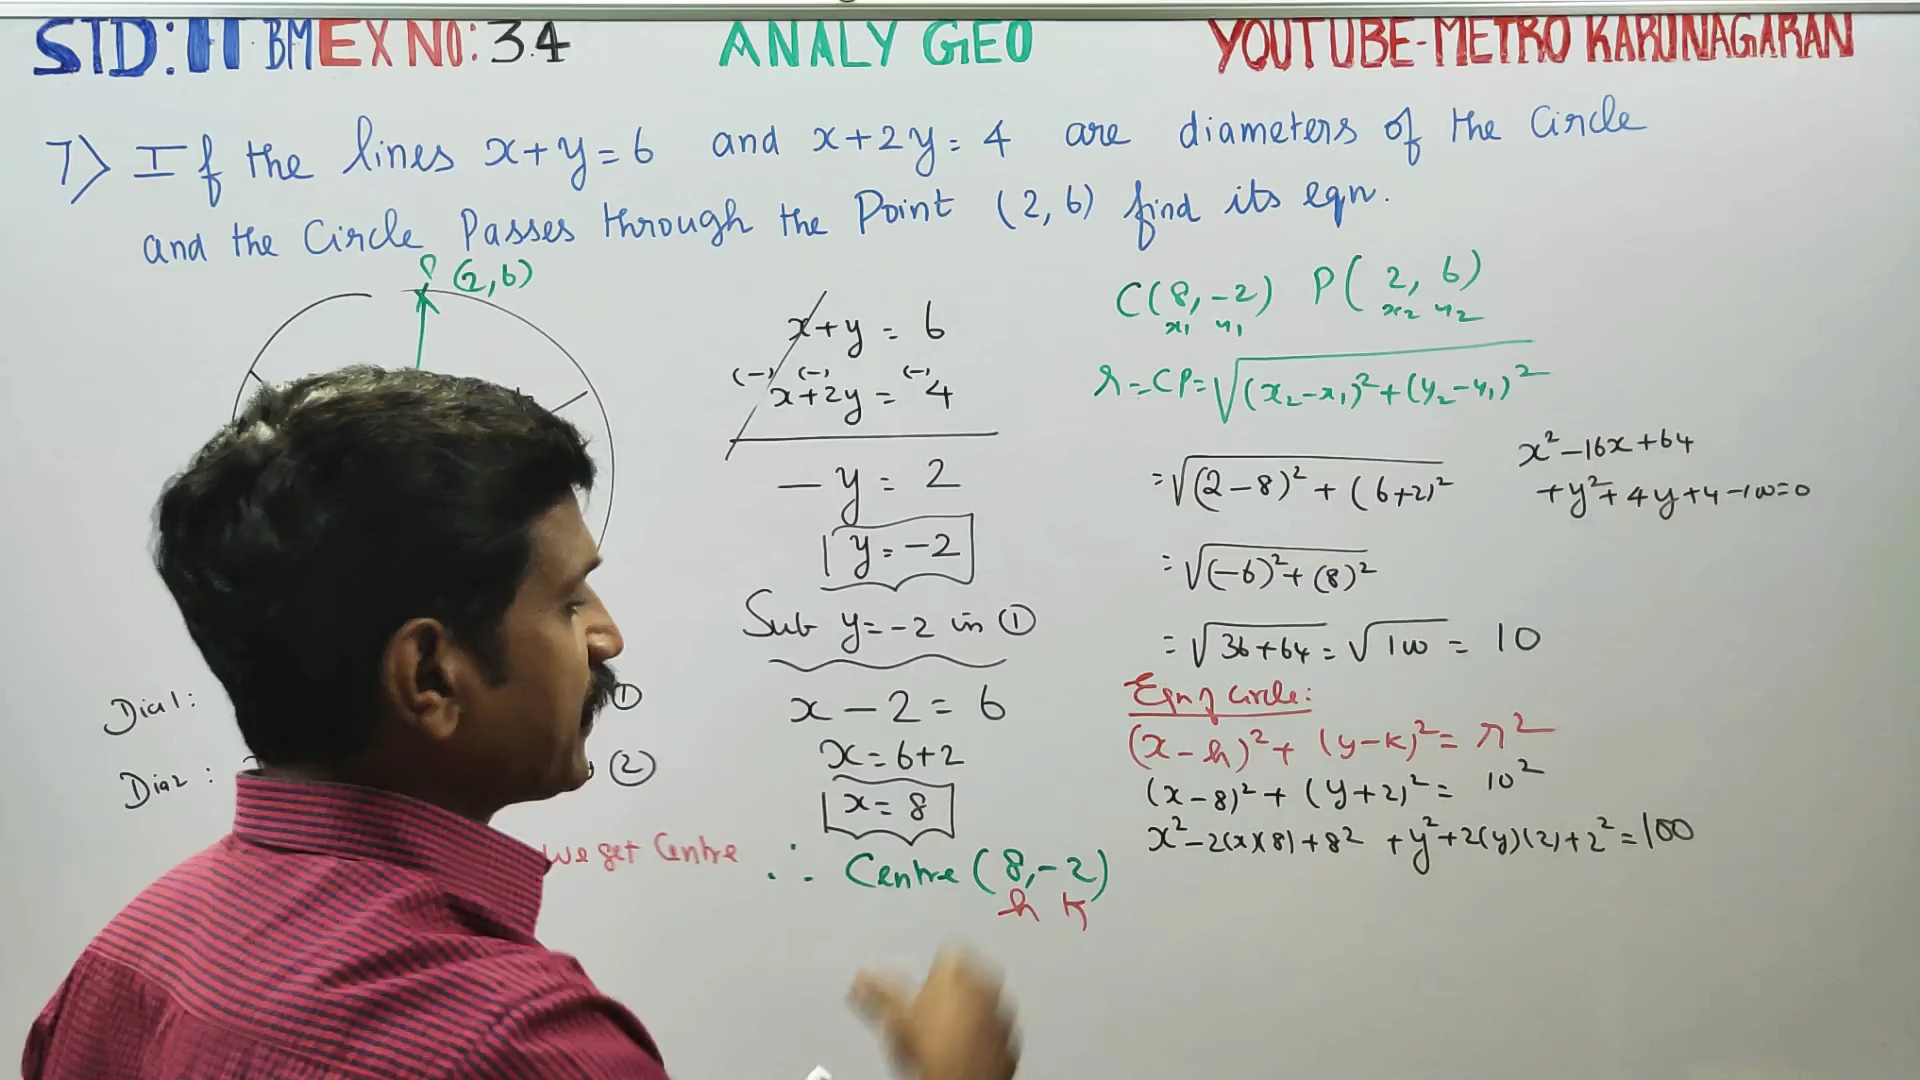 STD: 11 BM EX NO: 3.4 ANALY GEO YOUTUBE-METRO KARUNAGARAN
7) If the lines x+y=6 and x+2y=4 are diameters of the Circle
and the Circle Passes through the Point (2,6) find its eqn.
P (2,6)
Dia1: ①
Dia2: ②
we get Centre
x+y = 6
(-) (-) (-)
x+2y = 4
-y = 2
y = -2
Sub y=-2 in ①
x-2=6
x=6+2
x=8
∴ Centre (8,-2)
h k
C(8,-2) P(2,6)
x₁ y₁ x₂ y₂
r=CP=√(x₂-x₁)²+(y₂-y₁)²
=√(2-8)²+(6+2)²
=√(-6)²+(8)²
=√36+64=√100=10
x²-16x+64
+y²+4y+4-100=0
Eqn of circle:
(x-h)²+(y-k)²=r²
(x-8)²+(y+2)²=10²
x²-2(x)(8)+8²+y²+2(y)(2)+2²=100